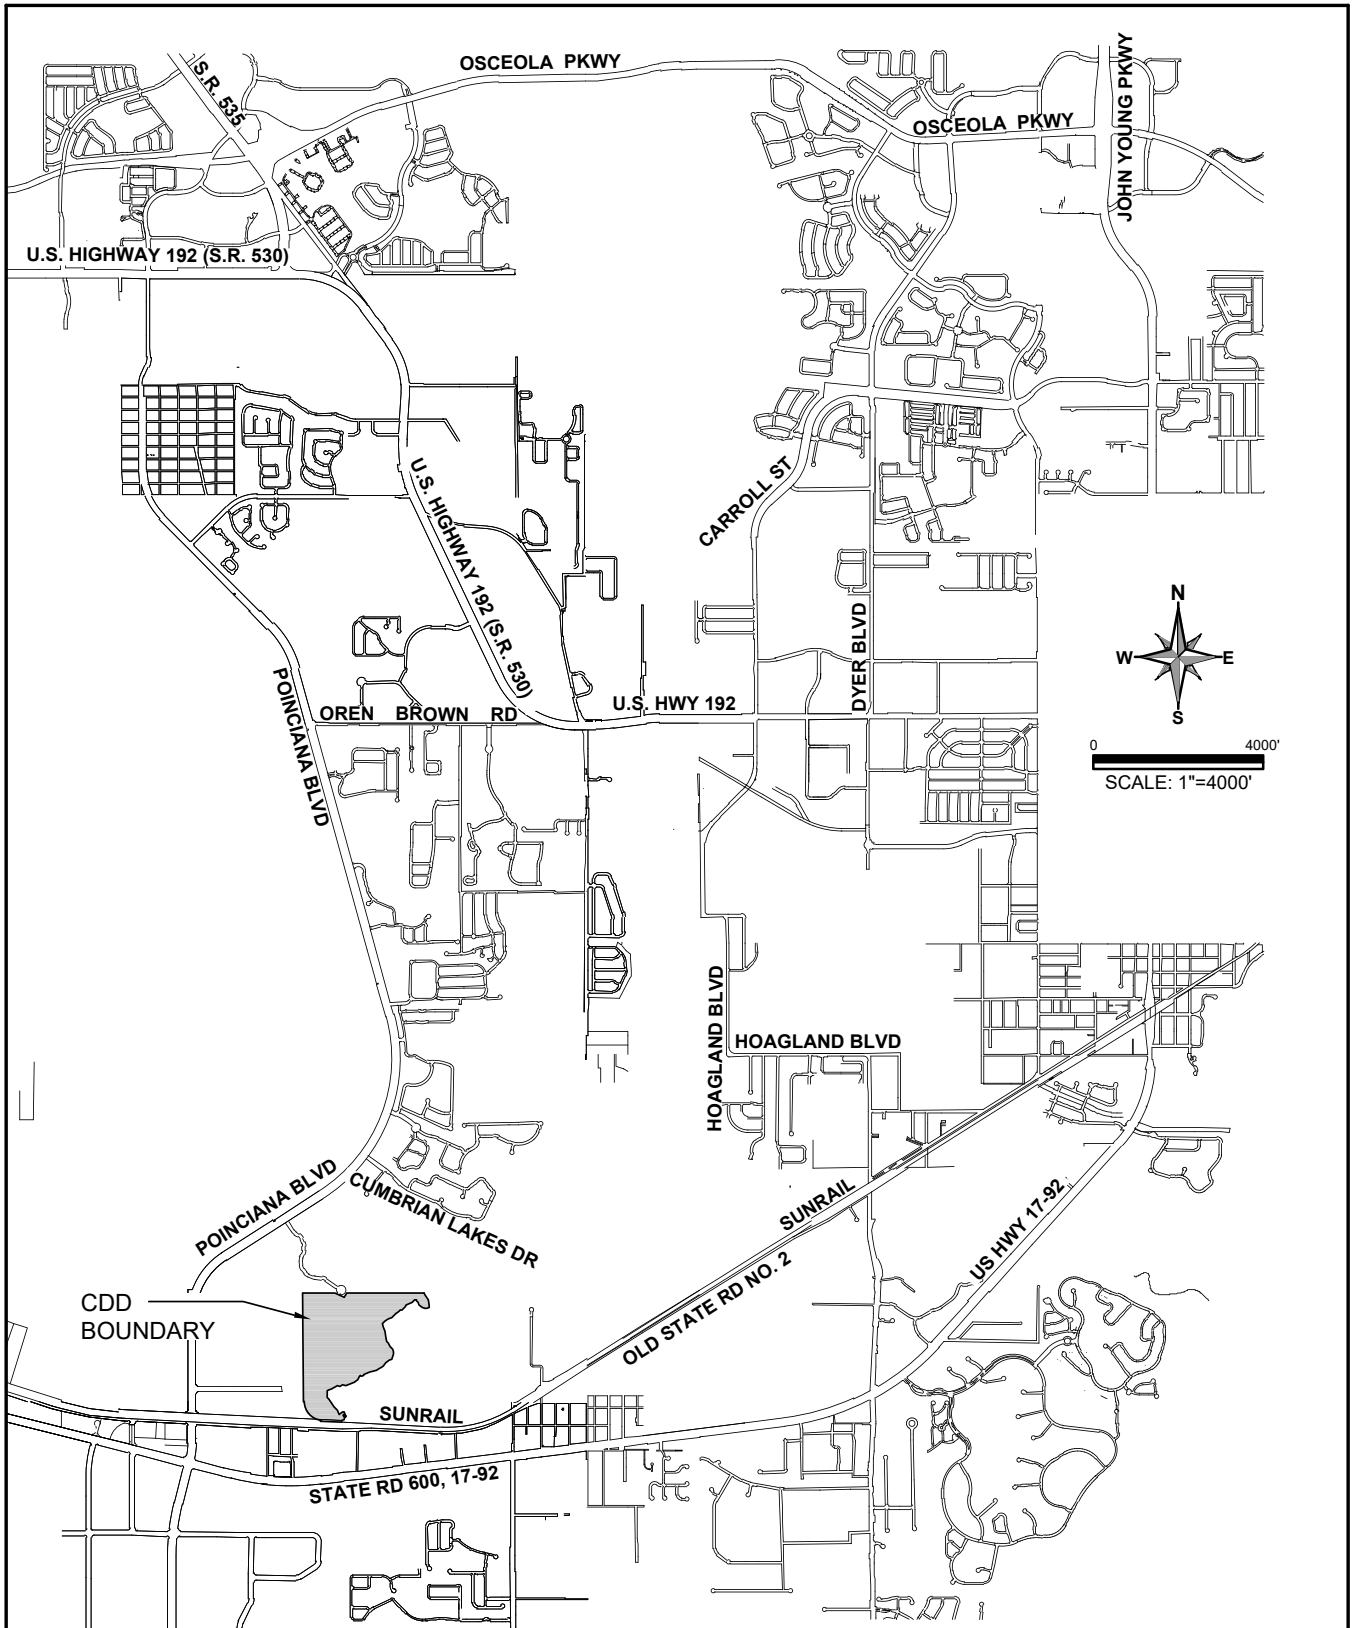 OSCEOLA PKWY
S.R. 535
JOHN YOUNG PKWY
OSCEOLA PKWY
U.S. HIGHWAY 192 (S.R. 530)
CARROLL ST
U.S. HIGHWAY 192 (S.R. 530)
N
W
E
S
DYER BLVD
POINCIANA BLVD
OREN BROWN RD
U.S. HWY 192
0
4000'
SCALE: 1"=4000'
HOAGLAND BLVD
HOAGLAND BLVD
POINCIANA BLVD
CUMBRIAN LAKES DR
SUNRAIL
US HWY 17-92
OLD STATE RD NO. 2
CDD
BOUNDARY
SUNRAIL
STATE RD 600, 17-92